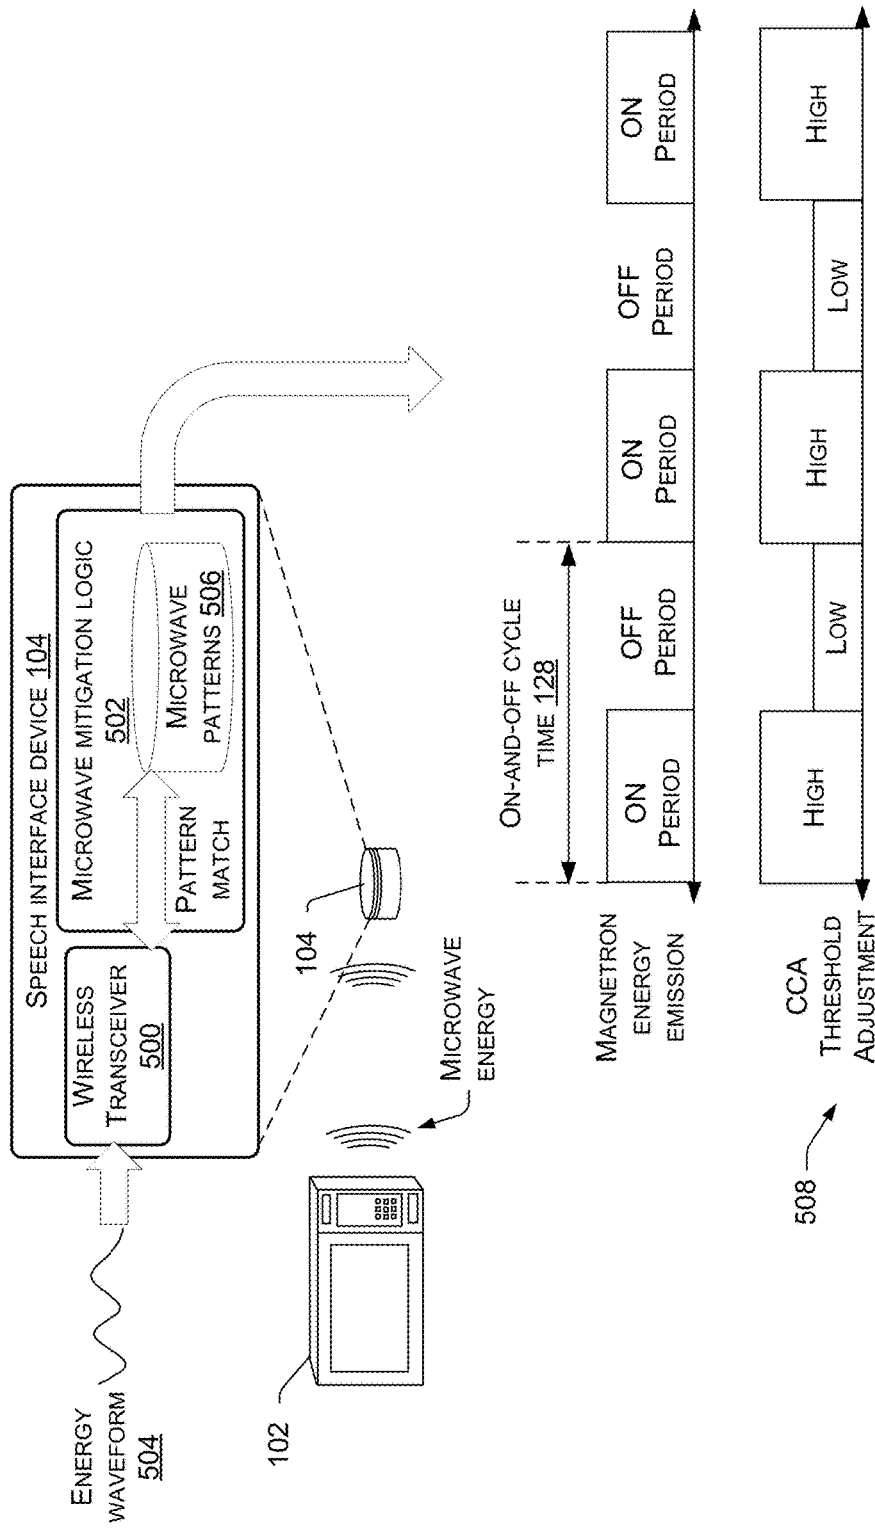 SPEECH INTERFACE DEVICE 104
ENERGY
WAVEFORM
504
WIRELESS
TRANSCEIVER
500
MICROWAVE MITIGATION LOGIC
502
PATTERN
MATCH
MICROWAVE
PATTERNS 506
102
104
MICROWAVE
ENERGY
ON-AND-OFF CYCLE
TIME 128
MAGNETRON
ENERGY
EMISSION
ON
PERIOD
OFF
PERIOD
ON
PERIOD
OFF
PERIOD
ON
PERIOD
508
CCA
THRESHOLD
ADJUSTMENT
HIGH
LOW
HIGH
LOW
HIGH